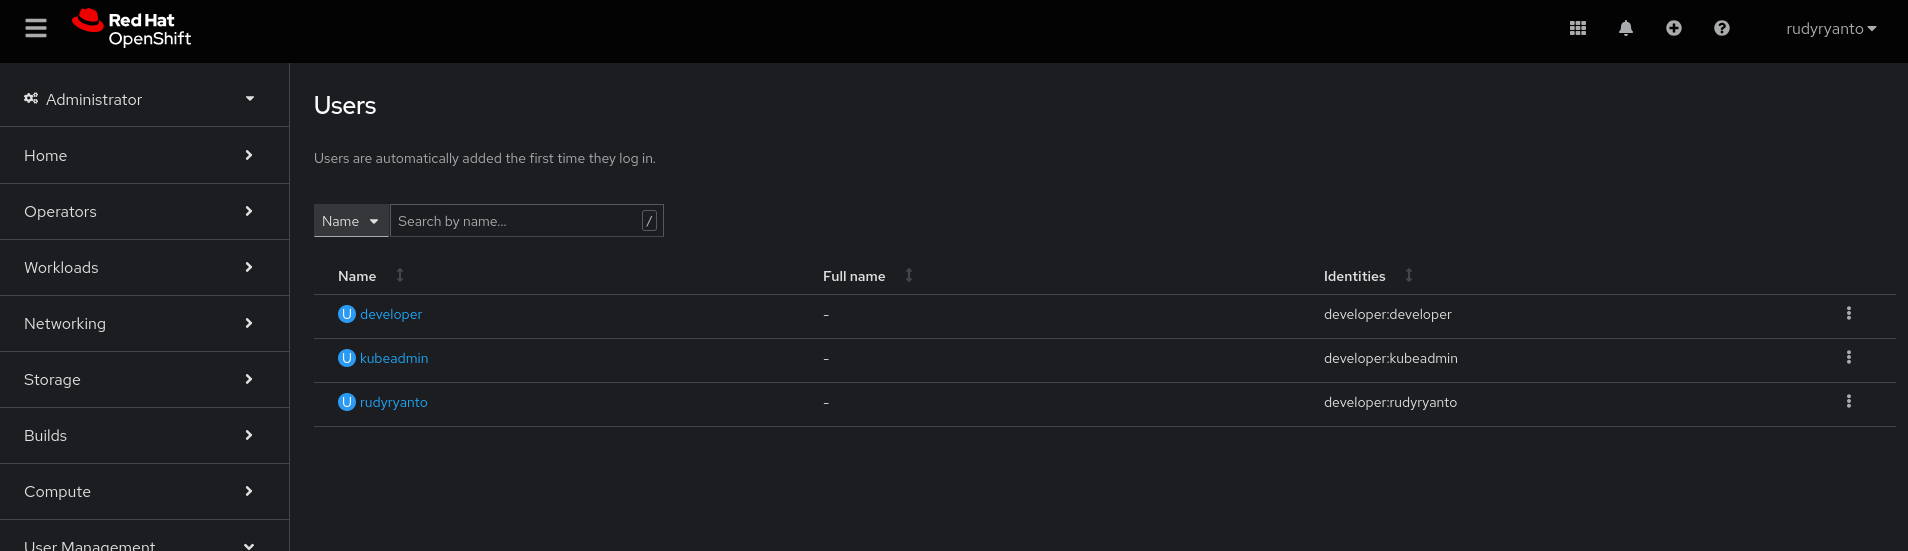 Red Hat
OpenShift
rudyryanto
Administrator
Home
Operators
Workloads
Networking
Storage
Builds
Compute
User Management
Users
Users are automatically added the first time they log in.
Name
Search by name...
/
Name Full name Identities
U developer - developer:developer
U kubeadmin - developer:kubeadmin
U rudyryanto - developer:rudyryanto